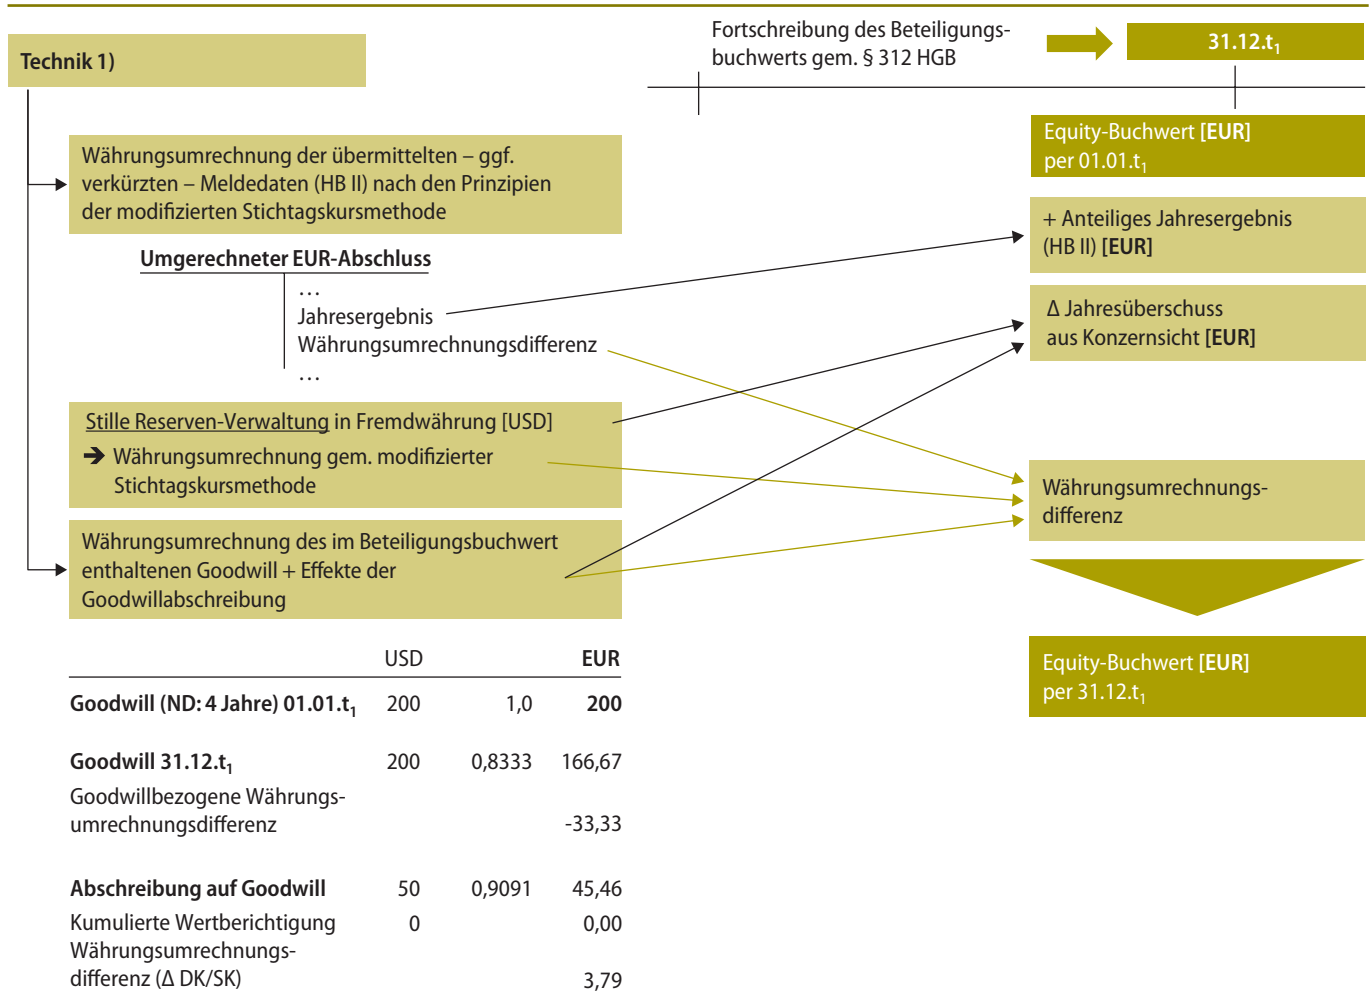 Technik 1)
Fortschreibung des Beteiligungs-
buchwerts gem. § 312 HGB
31.12.t₁
Währungsumrechnung der übermittelten – ggf.
verkürzten – Meldedaten (HB II) nach den Prinzipien
der modifizierten Stichtagskursmethode
Umgerechneter EUR-Abschluss
…
Jahresergebnis
Währungsumrechnungsdifferenz
…
Stille Reserven-Verwaltung in Fremdwährung [USD]
➔ Währungsumrechnung gem. modifizierter
Stichtagskursmethode
Währungsumrechnung des im Beteiligungsbuchwert
enthaltenen Goodwill + Effekte der
Goodwillabschreibung
Equity-Buchwert [EUR]
per 01.01.t₁
+ Anteiliges Jahresergebnis
(HB II) [EUR]
Δ Jahresüberschuss
aus Konzernsicht [EUR]
Währungsumrechnungs-
differenz
Equity-Buchwert [EUR]
per 31.12.t₁
USD EUR
Goodwill (ND: 4 Jahre) 01.01.t₁ 200 1,0 200
Goodwill 31.12.t₁ 200 0,8333 166,67
Goodwillbezogene Währungs-
umrechnungsdifferenz -33,33
Abschreibung auf Goodwill 50 0,9091 45,46
Kumulierte Wertberichtigung 0 0,00
Währungsumrechnungs-
differenz (Δ DK/SK) 3,79